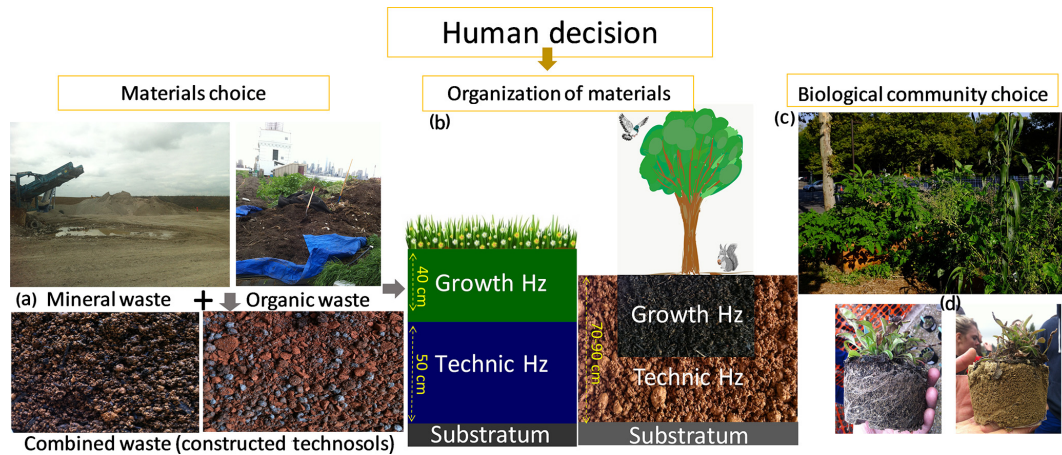 Human decision
Materials choice
Organization of materials
Biological community choice
(a) Mineral waste + Organic waste
Combined waste (constructed technosols)
(b)
40 cm
Growth Hz
50 cm
Technic Hz
Substratum
70-90 cm
Growth Hz
Technic Hz
Substratum
(c)
(d)